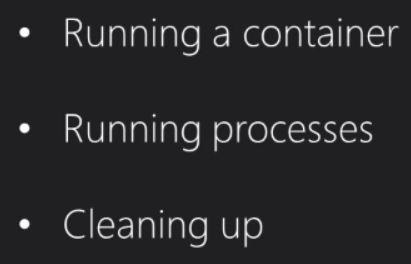 • Running a container
• Running processes
• Cleaning up